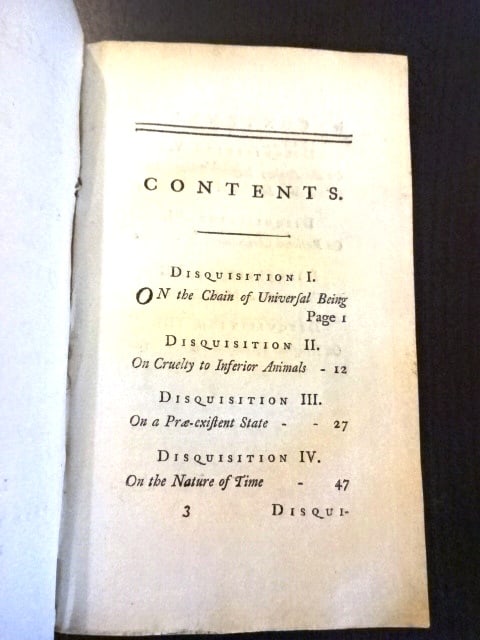 CONTENTS.
DISQUISITION I.
ON the Chain of Univerſal Being
Page 1
DISQUISITION II.
On Cruelty to Inferior Animals - 12
DISQUISITION III.
On a Præ-exiſtent State - - 27
DISQUISITION IV.
On the Nature of Time - 47
3 DISQUI-